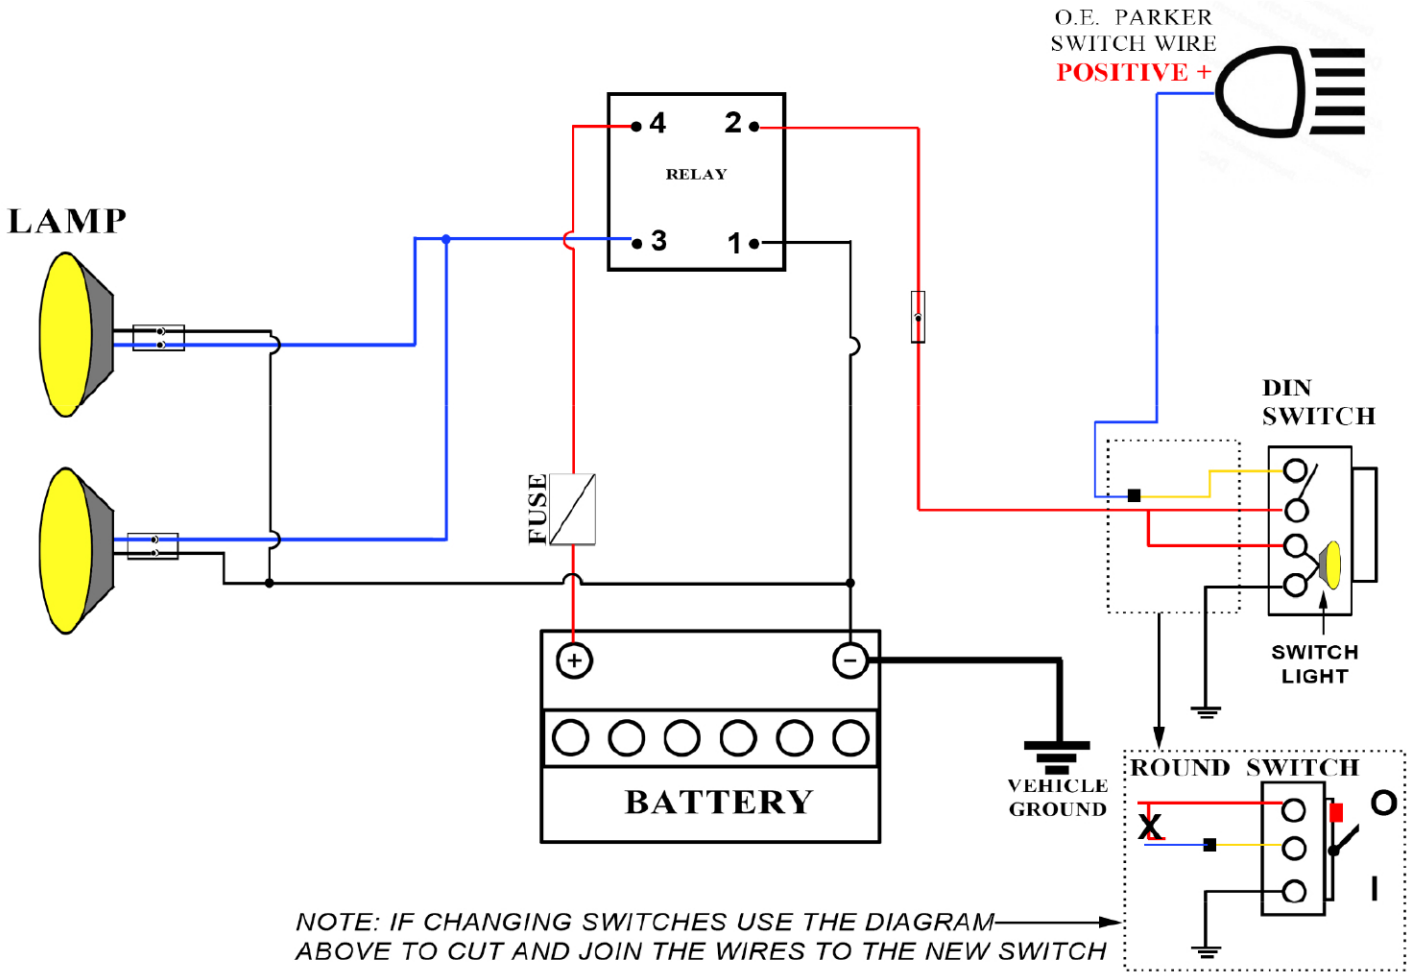 O.E. PARKER
SWITCH WIRE
POSITIVE +
4
2
RELAY
3
1
LAMP
DIN
SWITCH
FUSE
SWITCH
LIGHT
+
−
BATTERY
VEHICLE
GROUND
ROUND SWITCH
O
X
I
NOTE: IF CHANGING SWITCHES USE THE DIAGRAM
ABOVE TO CUT AND JOIN THE WIRES TO THE NEW SWITCH